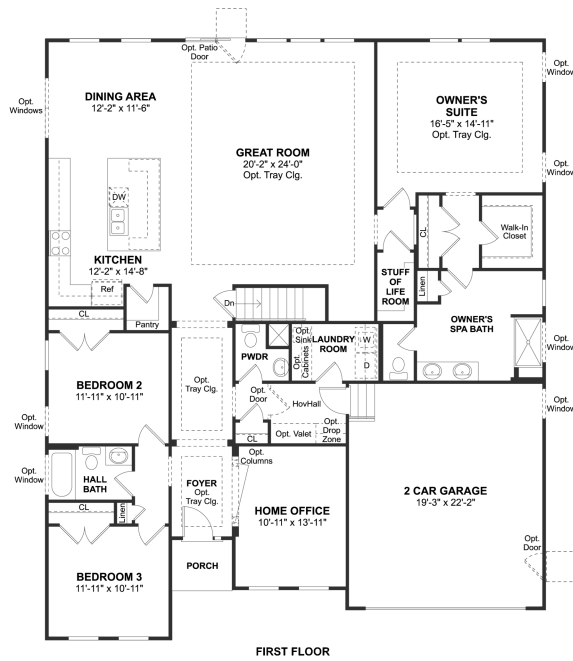 Opt. Patio
Door
DINING AREA
12'-2" x 11'-6"
Opt.
Windows
GREAT ROOM
20'-2" x 24'-0"
Opt. Tray Clg.
OWNER'S
SUITE
16'-5" x 14'-11"
Opt. Tray Clg.
Opt.
Window
Opt.
Window
DW
KITCHEN
12'-2" x 14'-8"
Ref
CL
Walk-In
Closet
STUFF
OF
LIFE
ROOM
Linen
CL
Pantry
Dn
OWNER'S
SPA BATH
Opt.
Window
PWDR
Opt.
Sink
Opt.
Cabinets
LAUNDRY
ROOM
W
D
BEDROOM 2
11'-11" x 10'-11"
Opt.
Tray Clg.
Opt.
Door
HovHall
CL
Opt. Valet
Opt.
Drop
Zone
Opt.
Window
Opt.
Window
Opt.
Window
HALL
BATH
CL
Linen
FOYER
Opt.
Tray Clg.
Opt.
Columns
HOME OFFICE
10'-11" x 13'-11"
2 CAR GARAGE
19'-3" x 22'-2"
Opt.
Door
BEDROOM 3
11'-11" x 10'-11"
PORCH
FIRST FLOOR